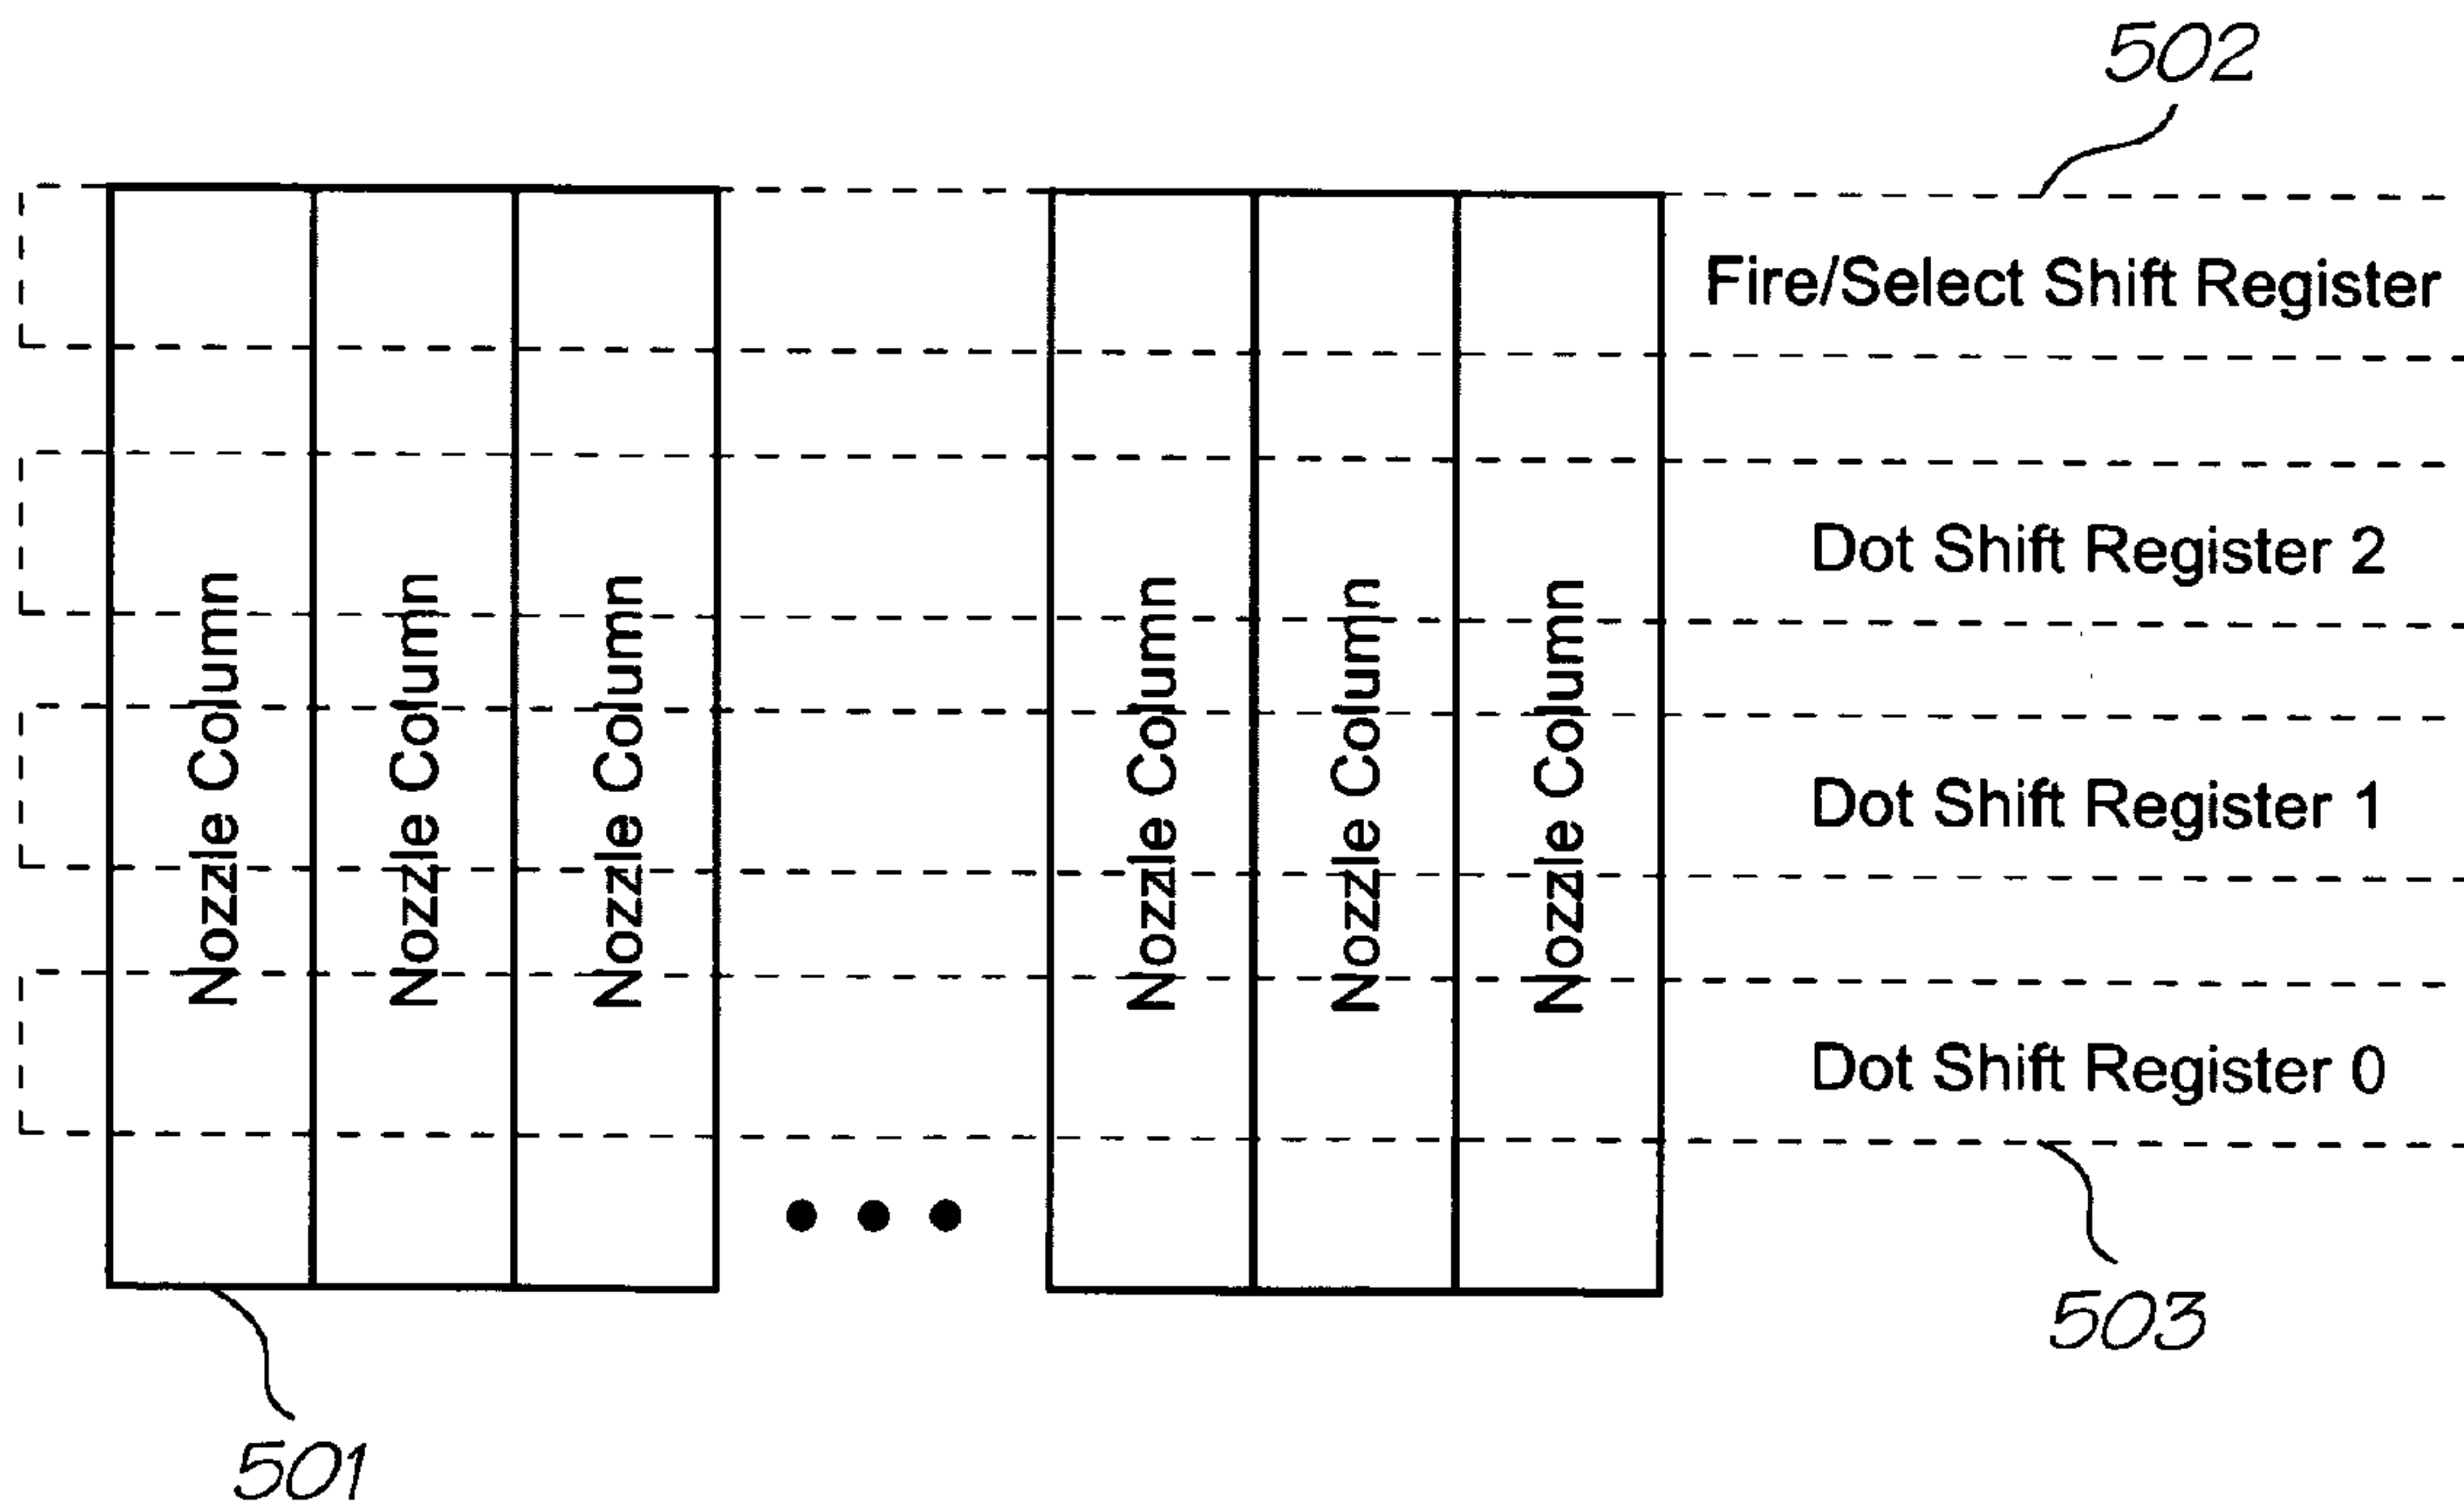 502
Fire/Select Shift Register
Dot Shift Register 2
Nozzle Column
Nozzle Column
Nozzle Column
Nozzle Column
Nozzle Column
Nozzle Column
Dot Shift Register 1
Dot Shift Register 0
503
501